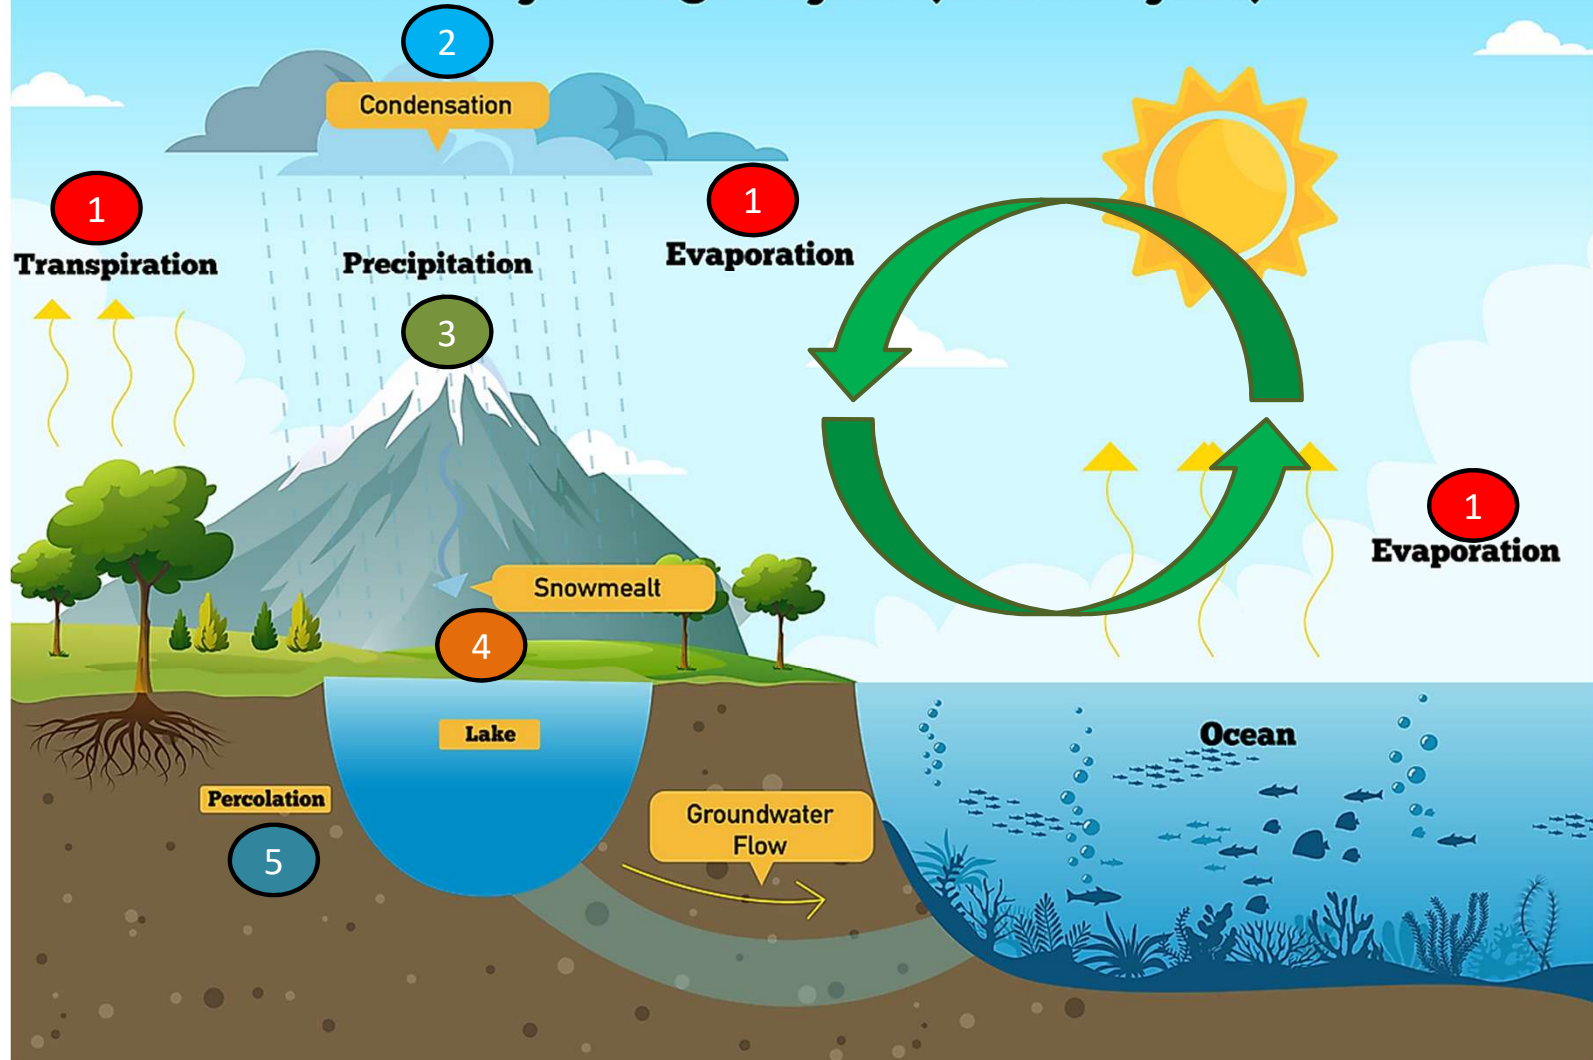 2
Condensation
1
Transpiration
Precipitation
1
Evaporation
3
1
Evaporation
Snowmealt
4
Lake
Ocean
Percolation
5
Groundwater
Flow